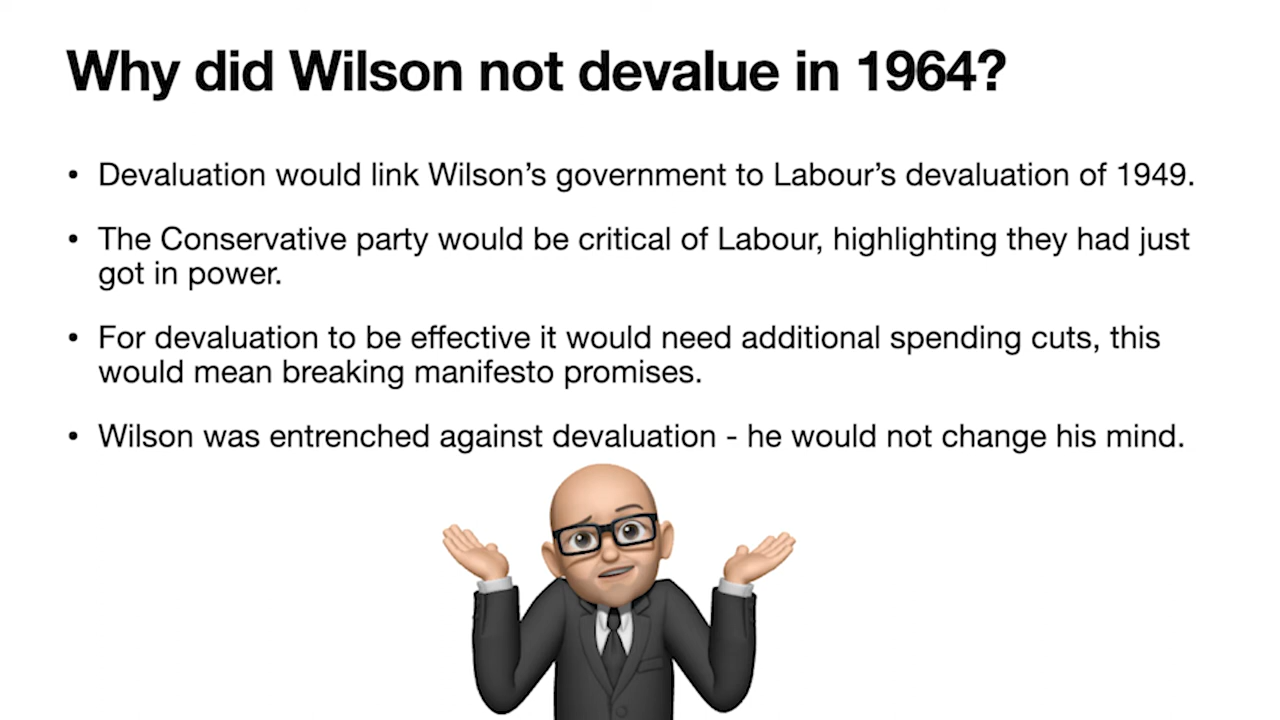 Why did Wilson not devalue in 1964?
• Devaluation would link Wilson’s government to Labour’s devaluation of 1949.
• The Conservative party would be critical of Labour, highlighting they had just
got in power.
• For devaluation to be effective it would need additional spending cuts, this
would mean breaking manifesto promises.
• Wilson was entrenched against devaluation - he would not change his mind.